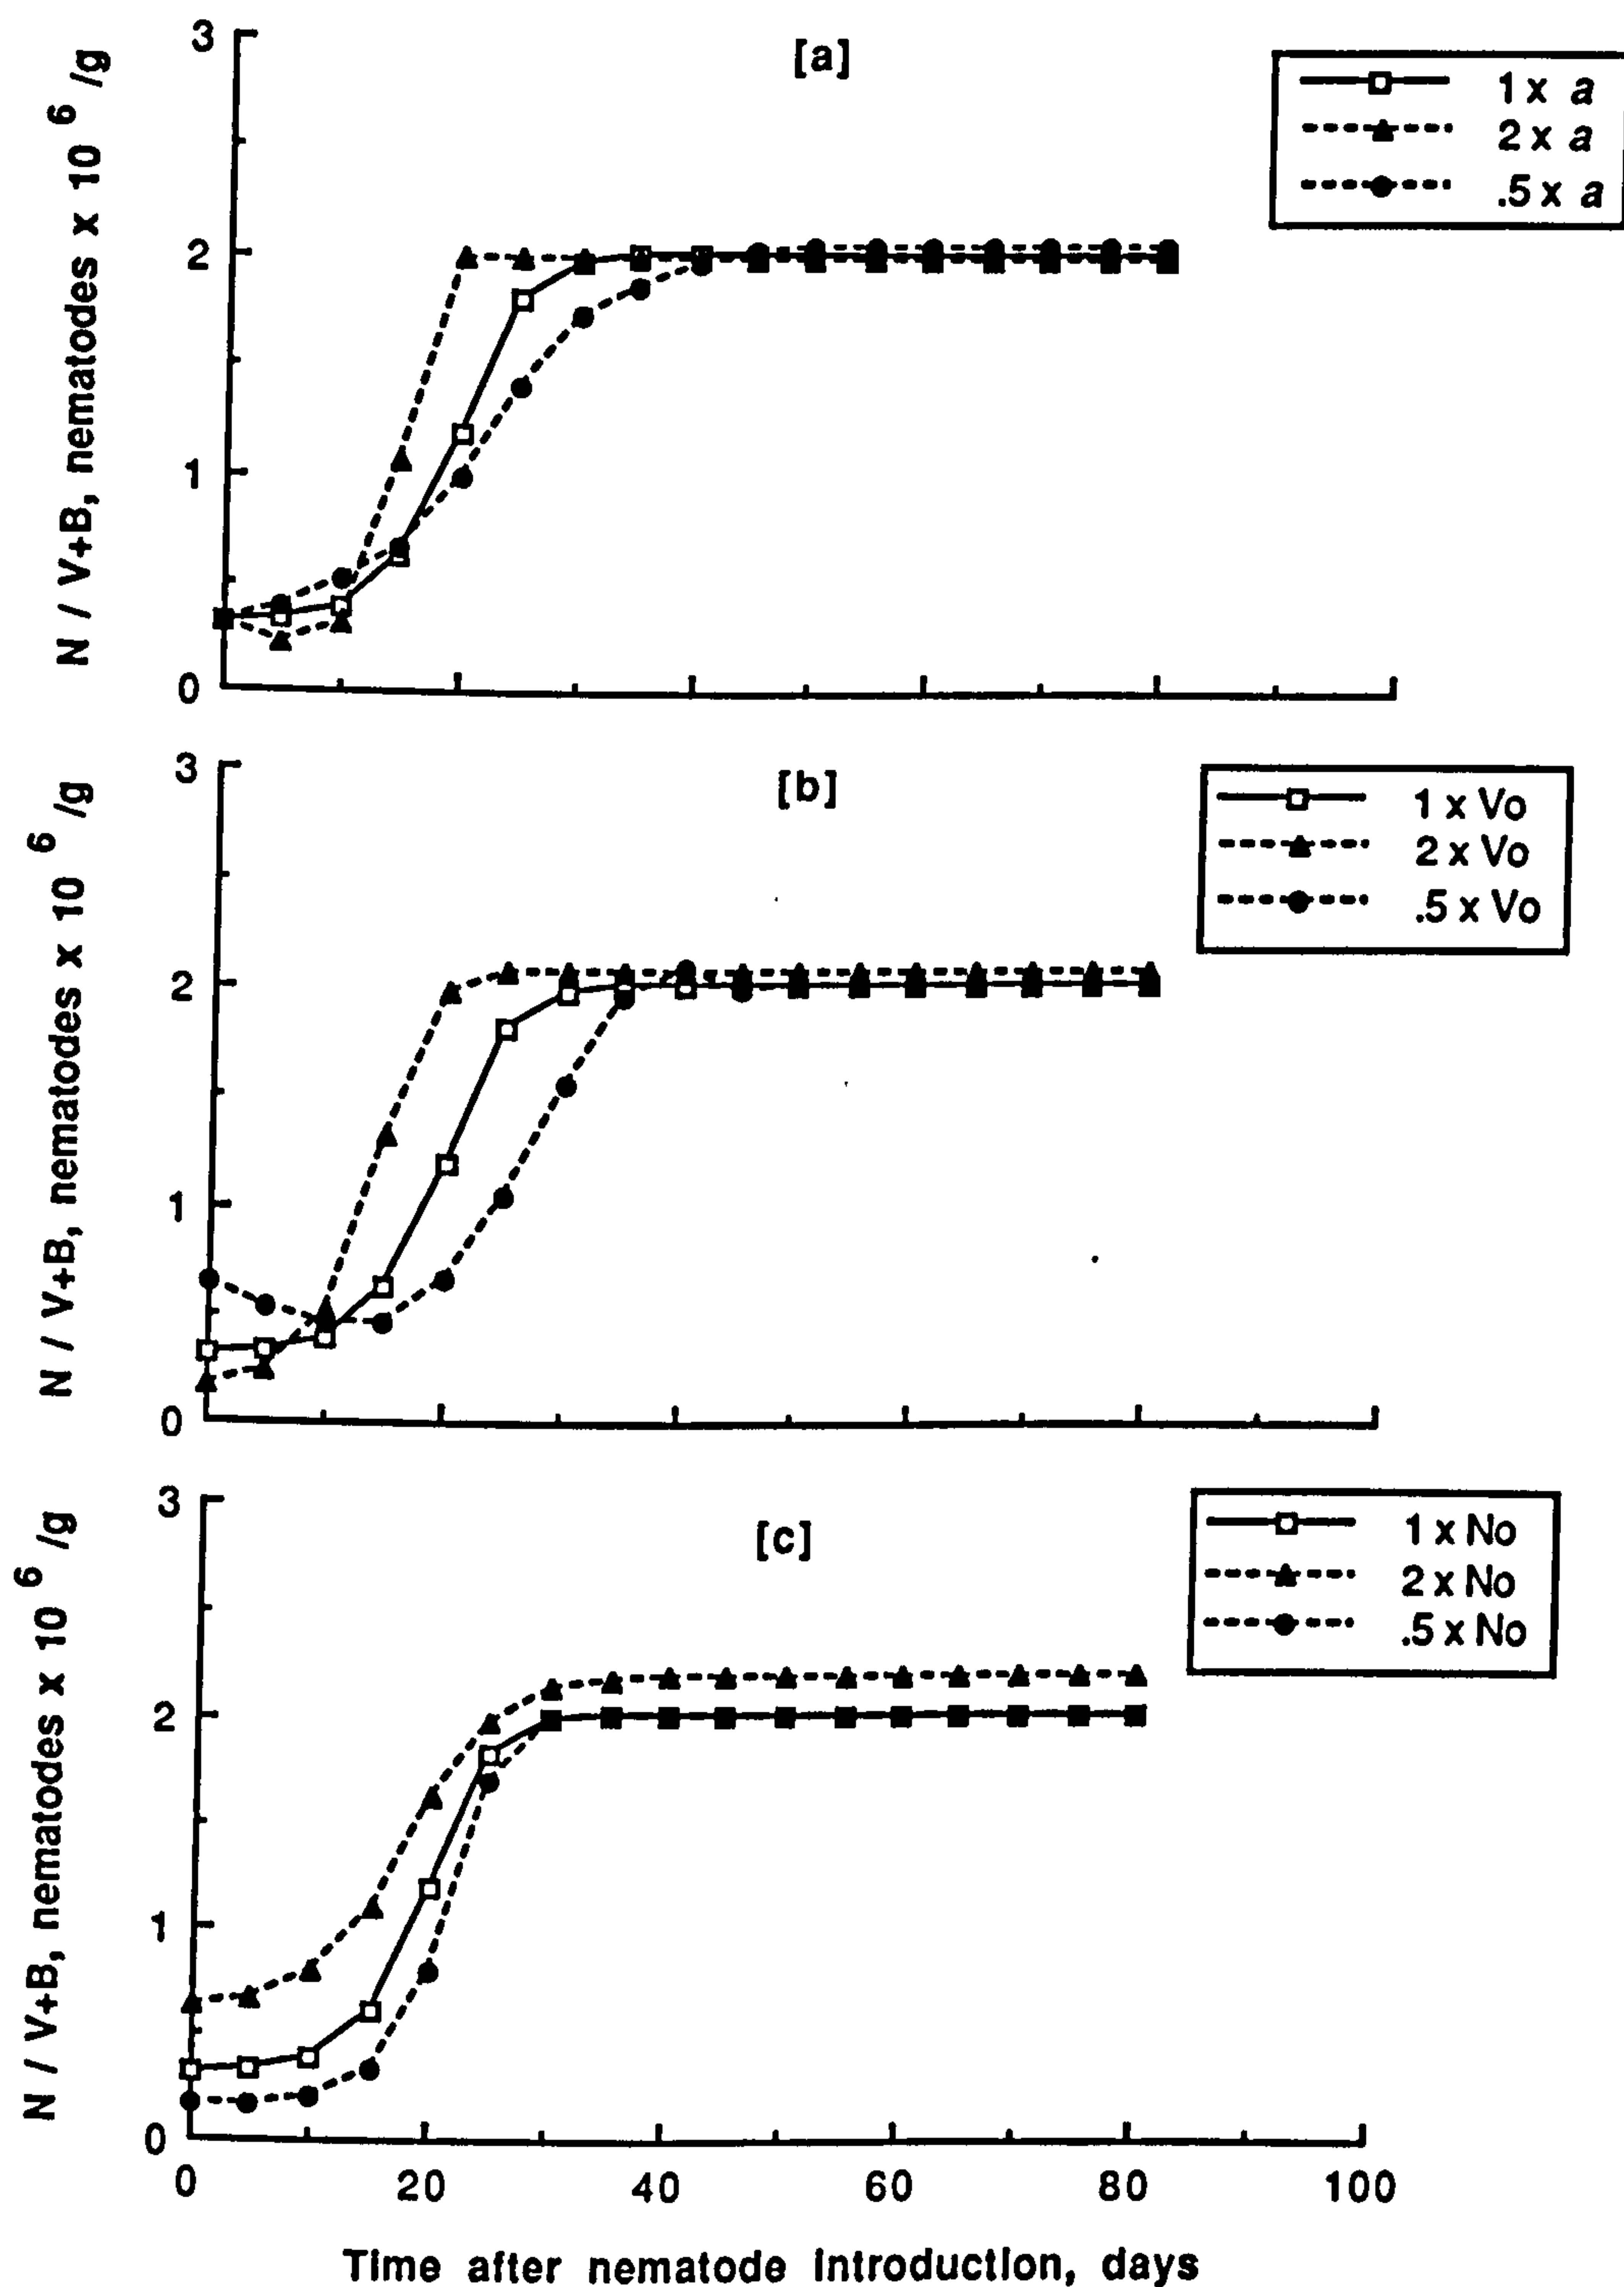 [a]
3
2
1
0
N / V+B, nematodes x 10 6 /g
1 x a
2 x a
.5 x a
[b]
3
2
1
0
N / V+B, nematodes x 10 6 /g
1 x Vo
2 x Vo
.5 x Vo
[c]
3
2
1
0
N / V+B, nematodes x 10 6 /g
1 x No
2 x No
.5 x No
0 20 40 60 80 100
Time after nematode introduction, days